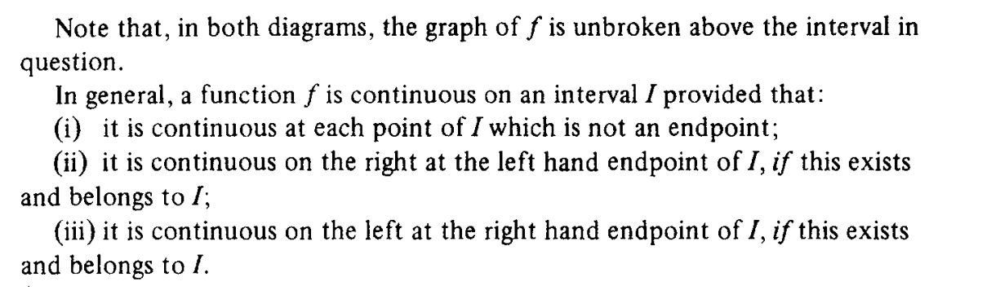 Note that, in both diagrams, the graph of f is unbroken above the interval in
question.
In general, a function f is continuous on an interval I provided that:
(i) it is continuous at each point of I which is not an endpoint;
(ii) it is continuous on the right at the left hand endpoint of I, if this exists
and belongs to I;
(iii) it is continuous on the left at the right hand endpoint of I, if this exists
and belongs to I.